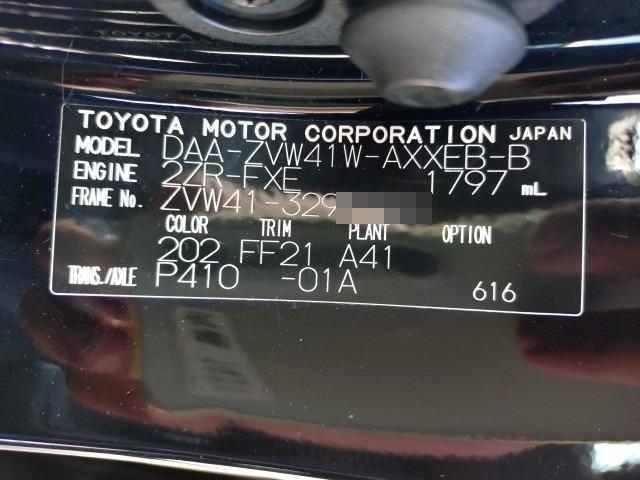 TOYOTA
TOYOTA MOTOR CORPORATION JAPAN
MODEL DAA-ZVW41W-AXXEB-B
ENGINE 2ZR-FXE 1797 mL
FRAME No. ZVW41-329
COLOR TRIM PLANT OPTION
202 FF21 A41
TRANS./AXLE P410 -01A 616